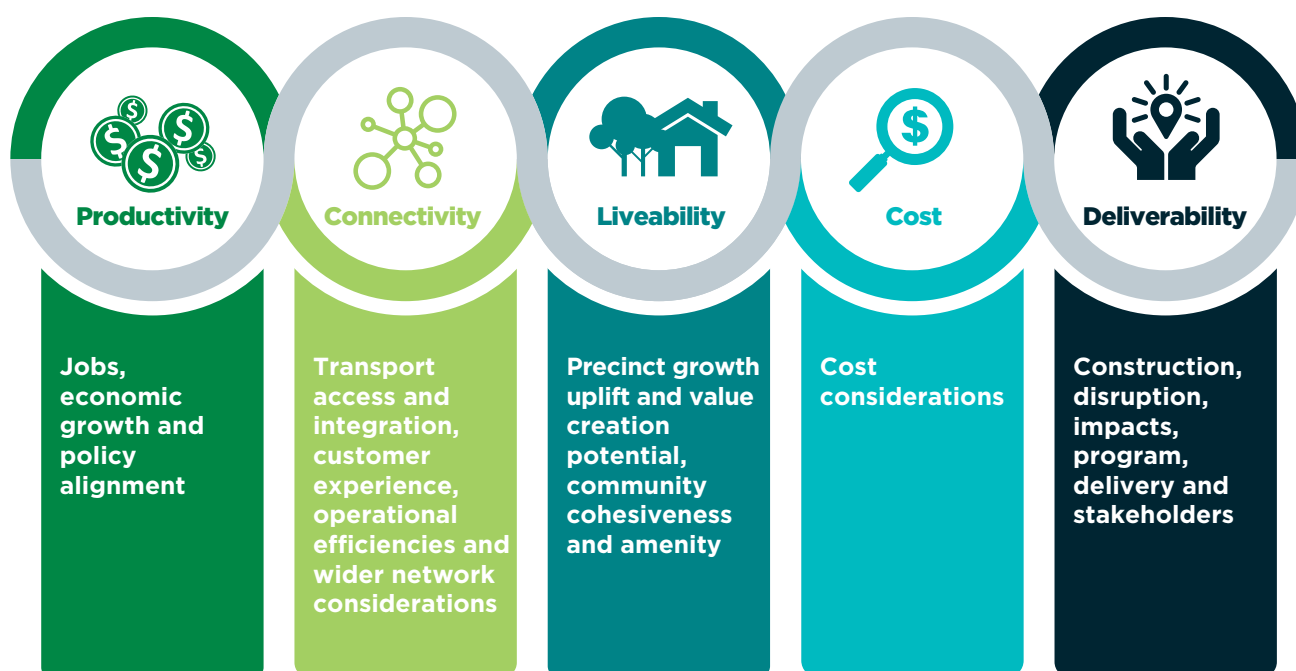 Productivity
Jobs,
economic
growth and
policy
alignment
Connectivity
Transport
access and
integration,
customer
experience,
operational
efficiencies and
wider network
considerations
Liveability
Precinct growth
uplift and value
creation
potential,
community
cohesiveness
and amenity
$
Cost
Cost
considerations
Deliverability
Construction,
disruption,
impacts,
program,
delivery and
stakeholders